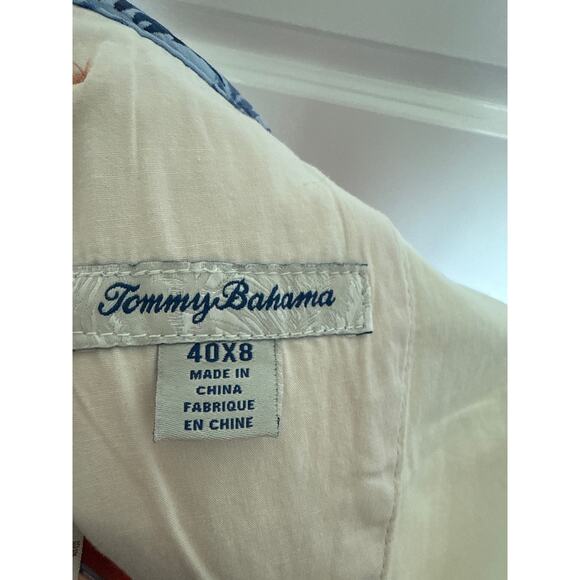 Tommy Bahama
40X8
MADE IN
CHINA
FABRIQUE
EN CHINE